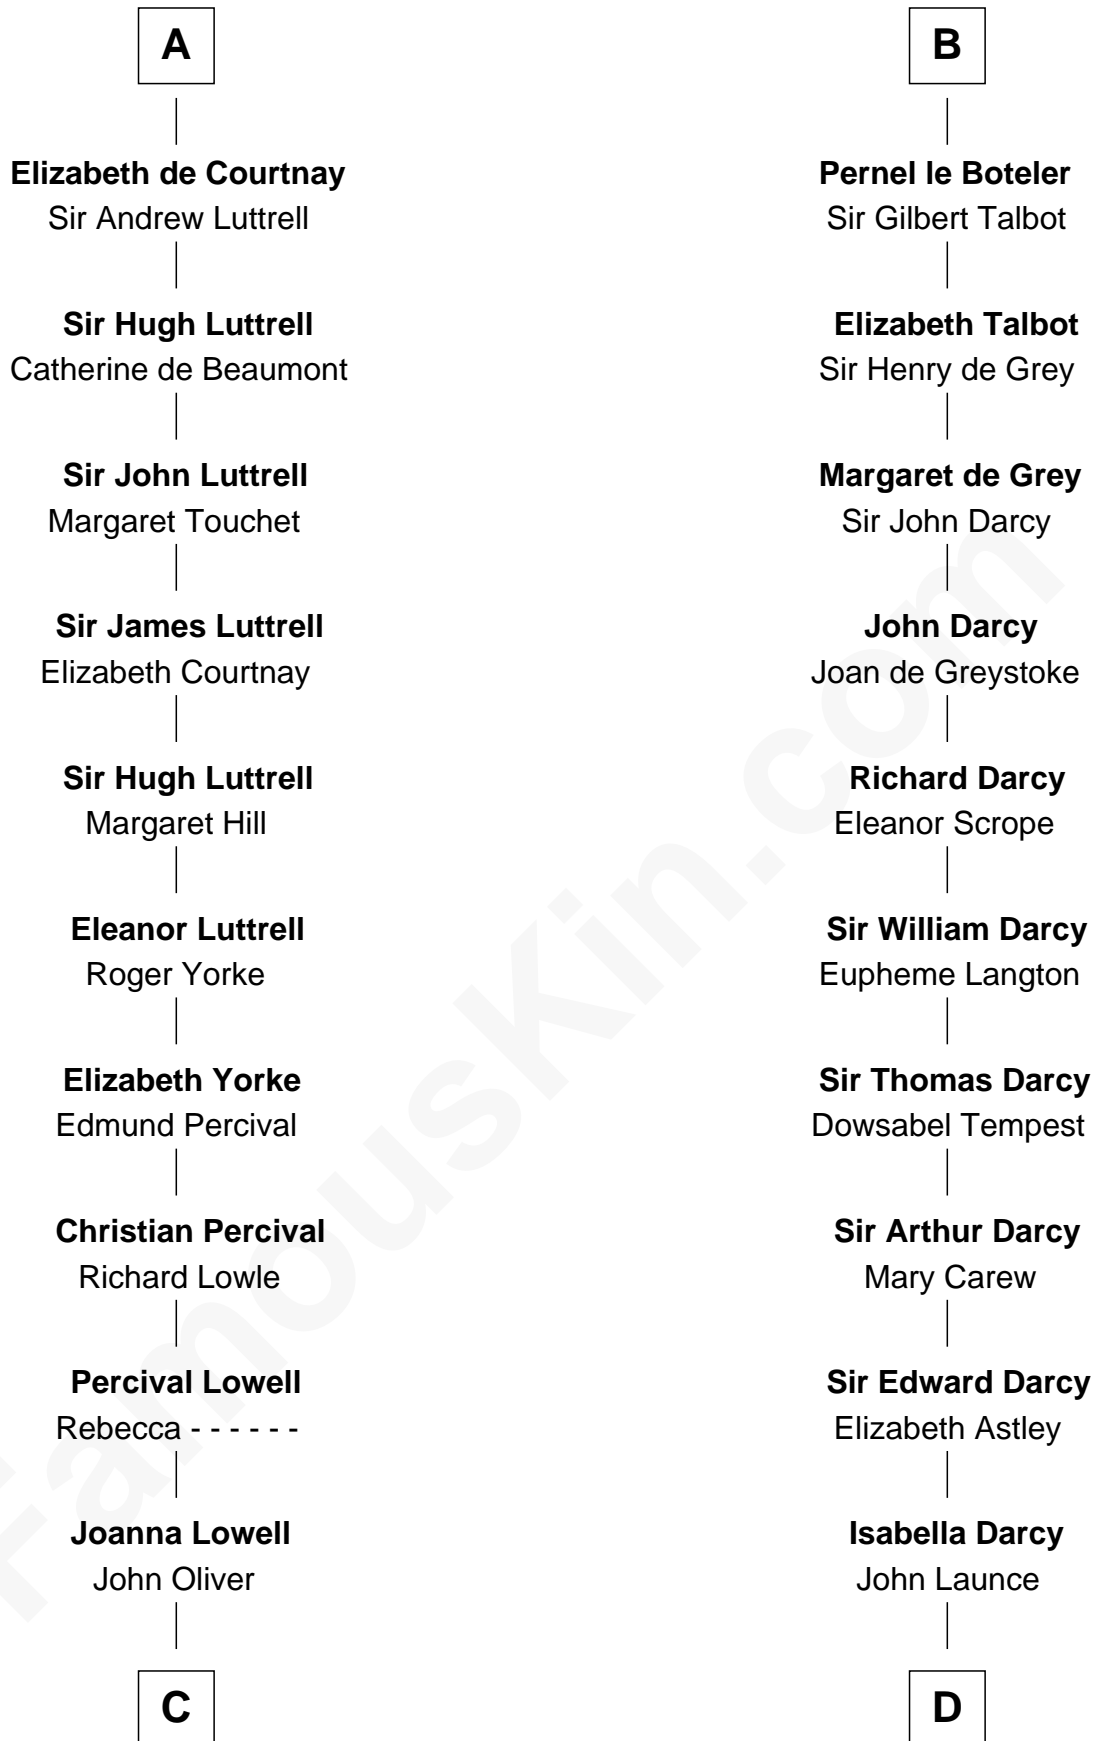 A
Elizabeth de Courtnay
Sir Andrew Luttrell
Sir Hugh Luttrell
Catherine de Beaumont
Sir John Luttrell
Margaret Touchet
Sir James Luttrell
Elizabeth Courtnay
Sir Hugh Luttrell
Margaret Hill
Eleanor Luttrell
Roger Yorke
Elizabeth Yorke
Edmund Percival
Christian Percival
Richard Lowle
Percival Lowell
Rebecca - - - - - -
Joanna Lowell
John Oliver
C
B
Pernel le Boteler
Sir Gilbert Talbot
Elizabeth Talbot
Sir Henry de Grey
Margaret de Grey
Sir John Darcy
John Darcy
Joan de Greystoke
Richard Darcy
Eleanor Scrope
Sir William Darcy
Eupheme Langton
Sir Thomas Darcy
Dowsabel Tempest
Sir Arthur Darcy
Mary Carew
Sir Edward Darcy
Elizabeth Astley
Isabella Darcy
John Launce
D
FamousKin.com